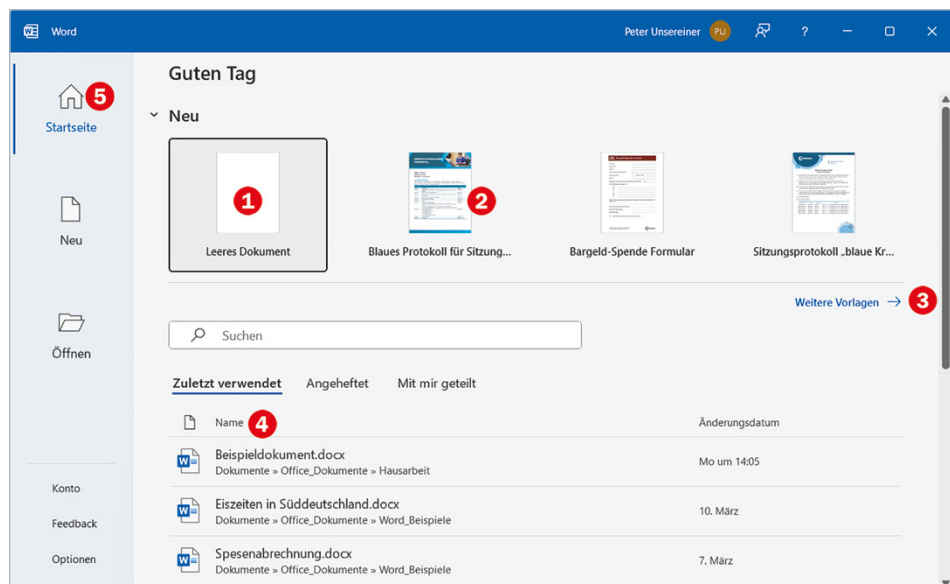 Word
Peter Unsereiner PU ?
Guten Tag
5
Startseite
Neu
1
2
Leeres Dokument
Blaues Protokoll für Sitzung...
Bargeld-Spende Formular
Sitzungsprotokoll „blaue Kr...
Neu
Weitere Vorlagen → 3
Suchen
Öffnen
Zuletzt verwendet Angeheftet Mit mir geteilt
Name 4 Änderungsdatum
Beispieldokument.docx
Dokumente » Office_Dokumente » Hausarbeit
Mo um 14:05
Eiszeiten in Süddeutschland.docx
Dokumente » Office_Dokumente » Word_Beispiele
10. März
Spesenabrechnung.docx
Dokumente » Office_Dokumente » Word_Beispiele
7. März
Konto
Feedback
Optionen